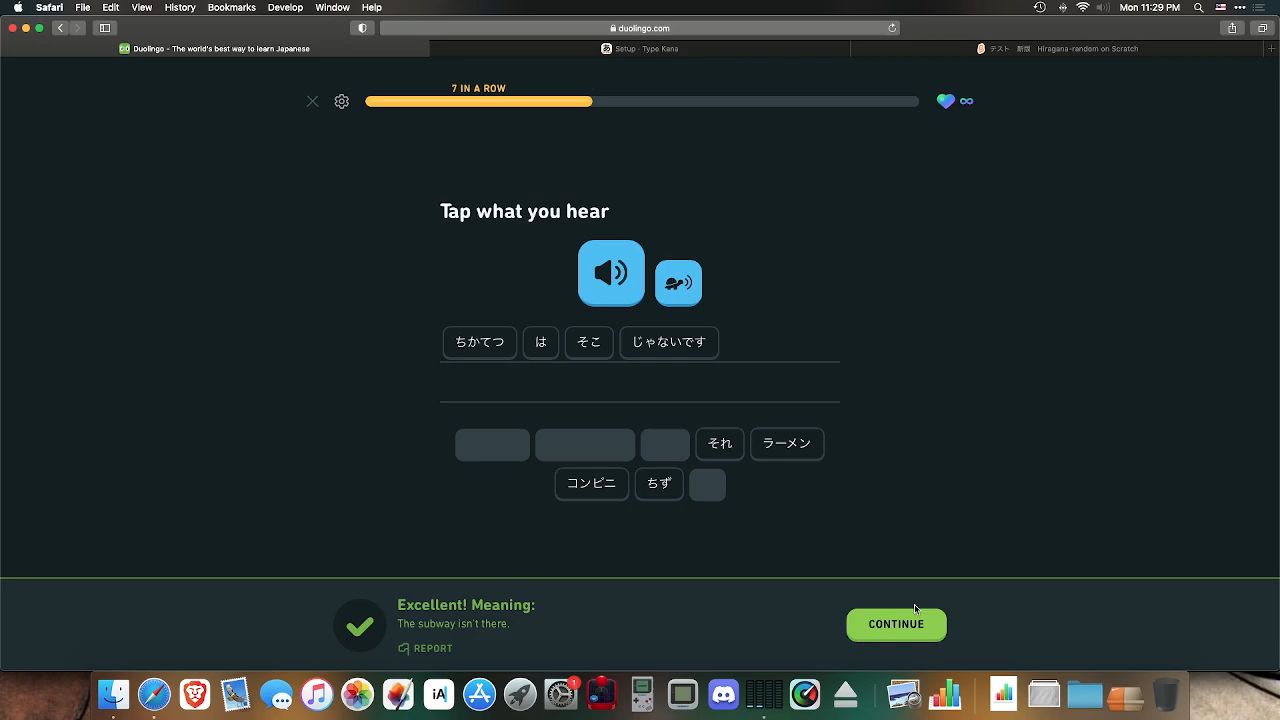 Safari File Edit View History Bookmarks Develop Window Help Mon 11:29 PM
duolingo.com
Duolingo - The world's best way to learn Japanese
Setup - Type Kana
テスト 新版 Hiragana-random on Scratch
7 IN A ROW
Tap what you hear
ちかてつ は そこ じゃないです
それ ラーメン
コンビニ ちず
Excellent! Meaning:
The subway isn't there.
REPORT
CONTINUE
iA
1